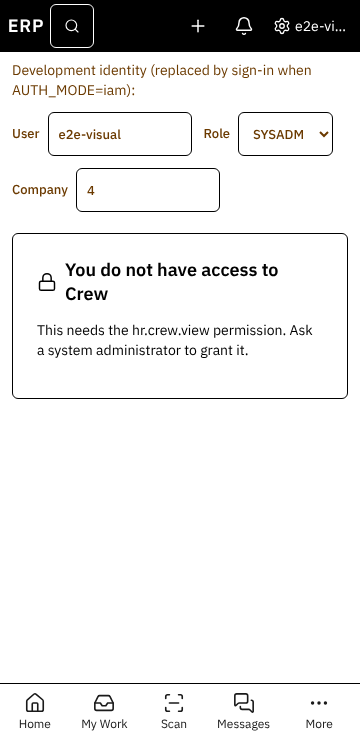 ERP
e2e-vi...
Development identity (replaced by sign-in when
AUTH_MODE=iam):
User e2e-visual Role SYSADM
Company 4
You do not have access to
Crew
This needs the hr.crew.view permission. Ask
a system administrator to grant it.
Home My Work Scan Messages More